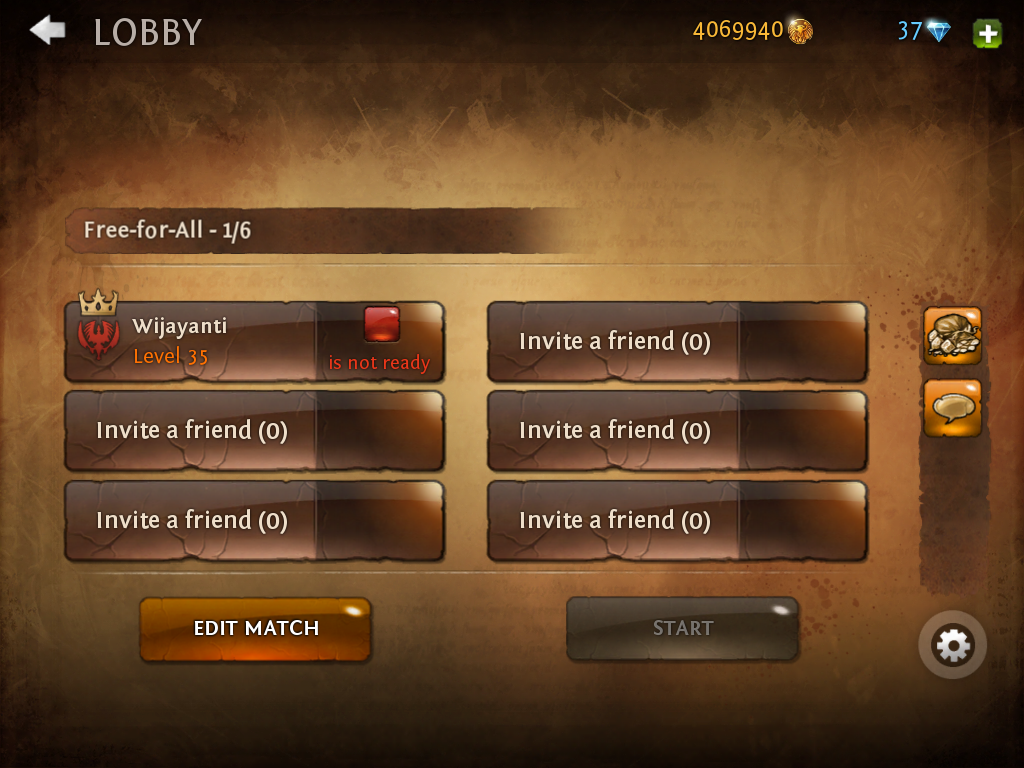 LOBBY
4069940
37
Free-for-All - 1/6
Wijayanti
Level 35
is not ready
Invite a friend (0)
Invite a friend (0)
Invite a friend (0)
Invite a friend (0)
Invite a friend (0)
EDIT MATCH
START